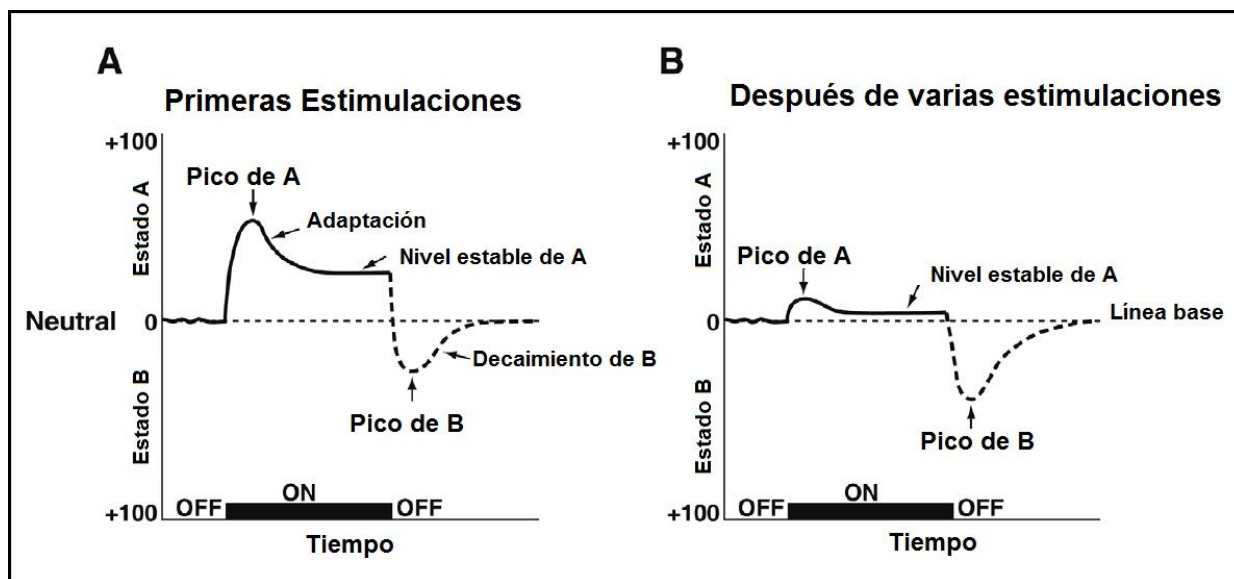 A
Primeras Estimulaciones
+100
Estado A
Pico de A
Adaptación
Nivel estable de A
Neutral 0
Estado B
Decaimiento de B
Pico de B
OFF ON OFF
+100
Tiempo
B
Después de varias estimulaciones
+100
Estado A
Pico de A
Nivel estable de A
0 Línea base
Estado B
Pico de B
OFF ON OFF
+100
Tiempo